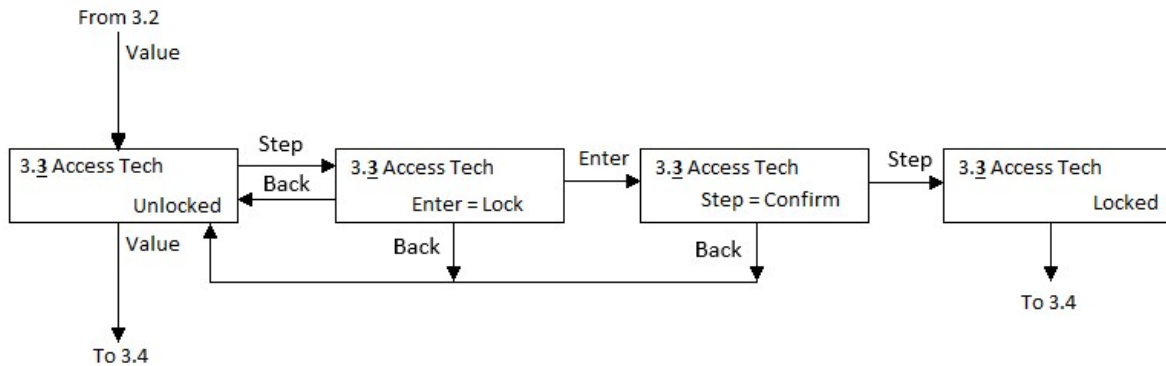 From 3.2
Value
3.3 Access Tech
Unlocked
Step
Back
3.3 Access Tech
Enter = Lock
Enter
3.3 Access Tech
Step = Confirm
Step
3.3 Access Tech
Locked
Value
Back
Back
To 3.4
To 3.4